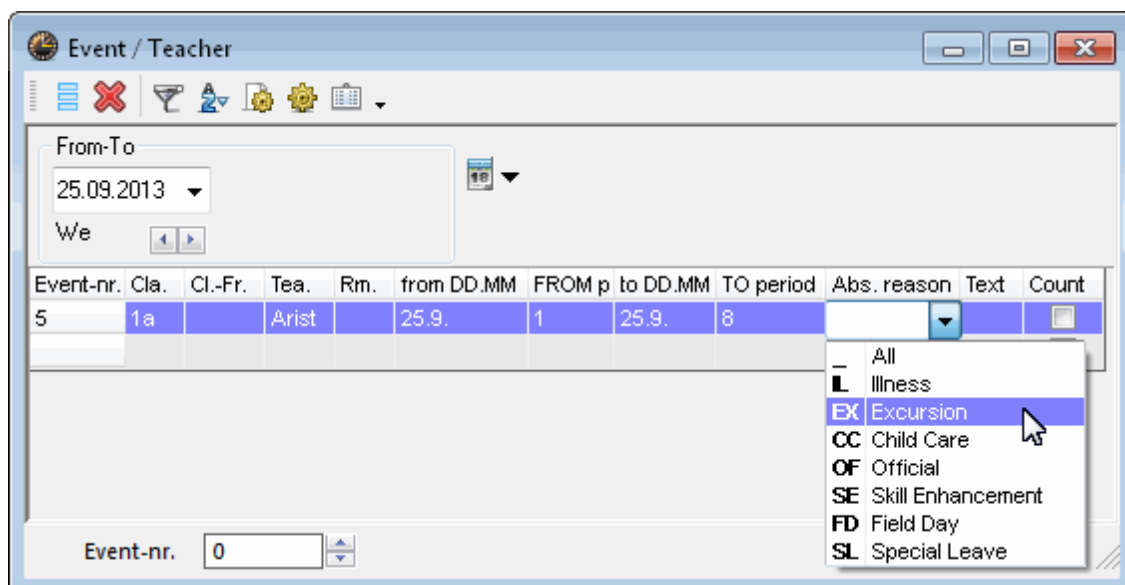 Event / Teacher
From-To
25.09.2013
We
18
Event-nr. Cla. Cl.-Fr. Tea. Rm. from DD.MM FROM p to DD.MM TO period Abs. reason Text Count
5 1a Arist 25.9. 1 25.9. 8
_ All
IL Illness
EX Excursion
CC Child Care
OF Official
SE Skill Enhancement
FD Field Day
SL Special Leave
Event-nr. 0